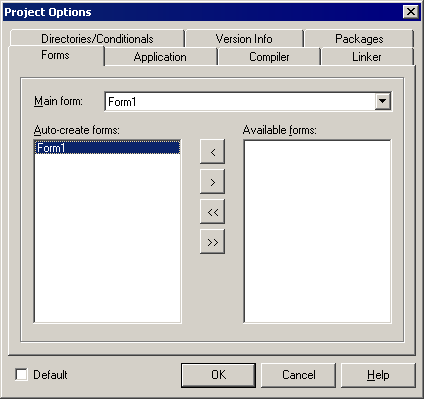 Project Options
Directories/Conditionals Version Info Packages
Forms Application Compiler Linker
Main form: Form1
Auto-create forms: Available forms:
Form1
<
>
<<
>>
Default OK Cancel Help